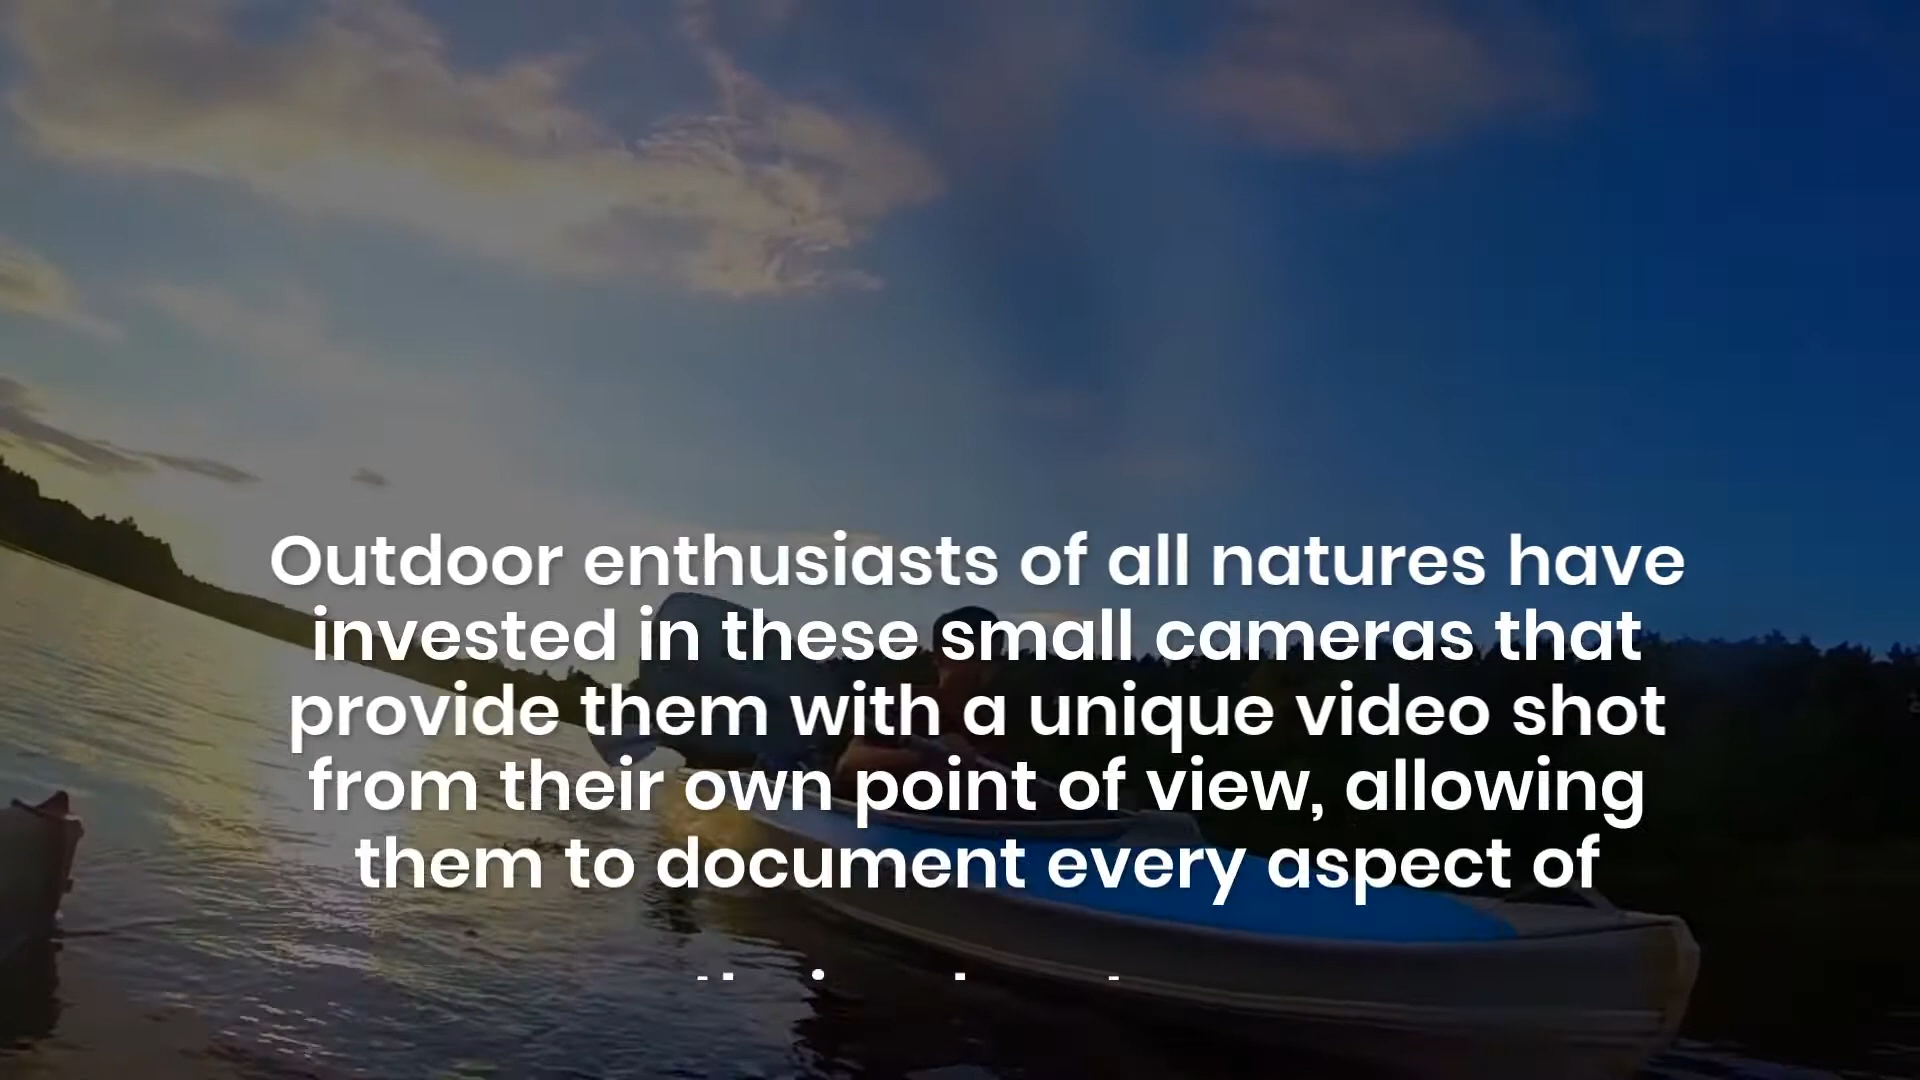 Outdoor enthusiasts of all natures have
invested in these small cameras that
provide them with a unique video shot
from their own point of view, allowing
them to document every aspect of